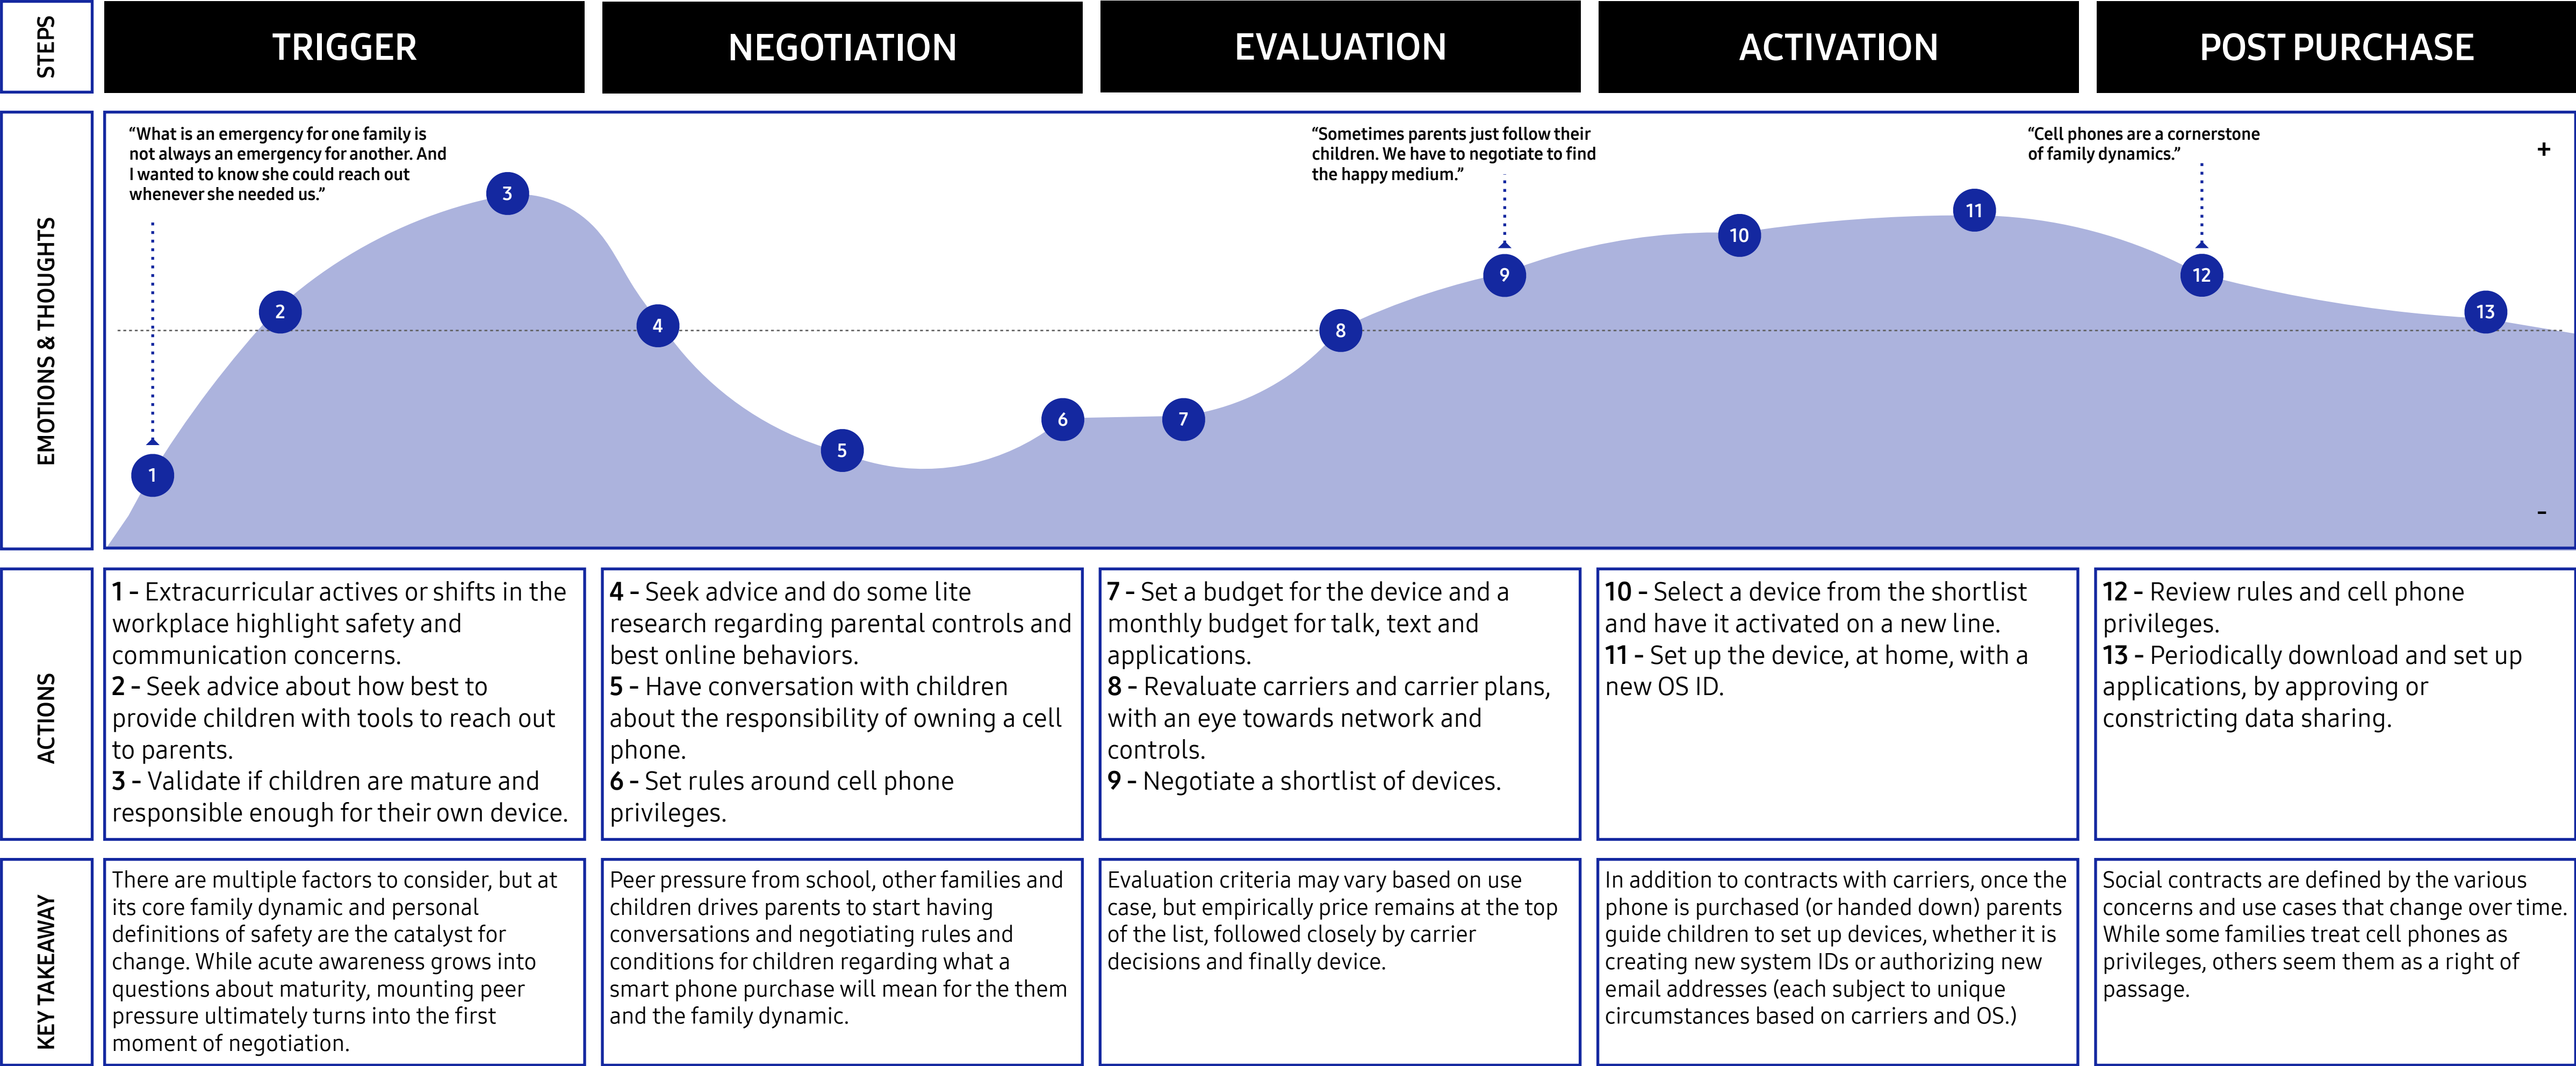 STEPS
TRIGGER
NEGOTIATION
EVALUATION
ACTIVATION
POST PURCHASE
EMOTIONS & THOUGHTS
“What is an emergency for one family is
not always an emergency for another. And
I wanted to know she could reach out
whenever she needed us.”
“Sometimes parents just follow their
children. We have to negotiate to find
the happy medium.”
“Cell phones are a cornerstone
of family dynamics.”
+
-
1
2
3
4
5
6
7
8
9
10
11
12
13
ACTIONS
1 - Extracurricular actives or shifts in the
workplace highlight safety and
communication concerns.
2 - Seek advice about how best to
provide children with tools to reach out
to parents.
3 - Validate if children are mature and
responsible enough for their own device.
4 - Seek advice and do some lite
research regarding parental controls and
best online behaviors.
5 - Have conversation with children
about the responsibility of owning a cell
phone.
6 - Set rules around cell phone
privileges.
7 - Set a budget for the device and a
monthly budget for talk, text and
applications.
8 - Revaluate carriers and carrier plans,
with an eye towards network and
controls.
9 - Negotiate a shortlist of devices.
10 - Select a device from the shortlist
and have it activated on a new line.
11 - Set up the device, at home, with a
new OS ID.
12 - Review rules and cell phone
privileges.
13 - Periodically download and set up
applications, by approving or
constricting data sharing.
KEY TAKEAWAY
There are multiple factors to consider, but at
its core family dynamic and personal
definitions of safety are the catalyst for
change. While acute awareness grows into
questions about maturity, mounting peer
pressure ultimately turns into the first
moment of negotiation.
Peer pressure from school, other families and
children drives parents to start having
conversations and negotiating rules and
conditions for children regarding what a
smart phone purchase will mean for the them
and the family dynamic.
Evaluation criteria may vary based on use
case, but empirically price remains at the top
of the list, followed closely by carrier
decisions and finally device.
In addition to contracts with carriers, once the
phone is purchased (or handed down) parents
guide children to set up devices, whether it is
creating new system IDs or authorizing new
email addresses (each subject to unique
circumstances based on carriers and OS.)
Social contracts are defined by the various
concerns and use cases that change over time.
While some families treat cell phones as
privileges, others seem them as a right of
passage.